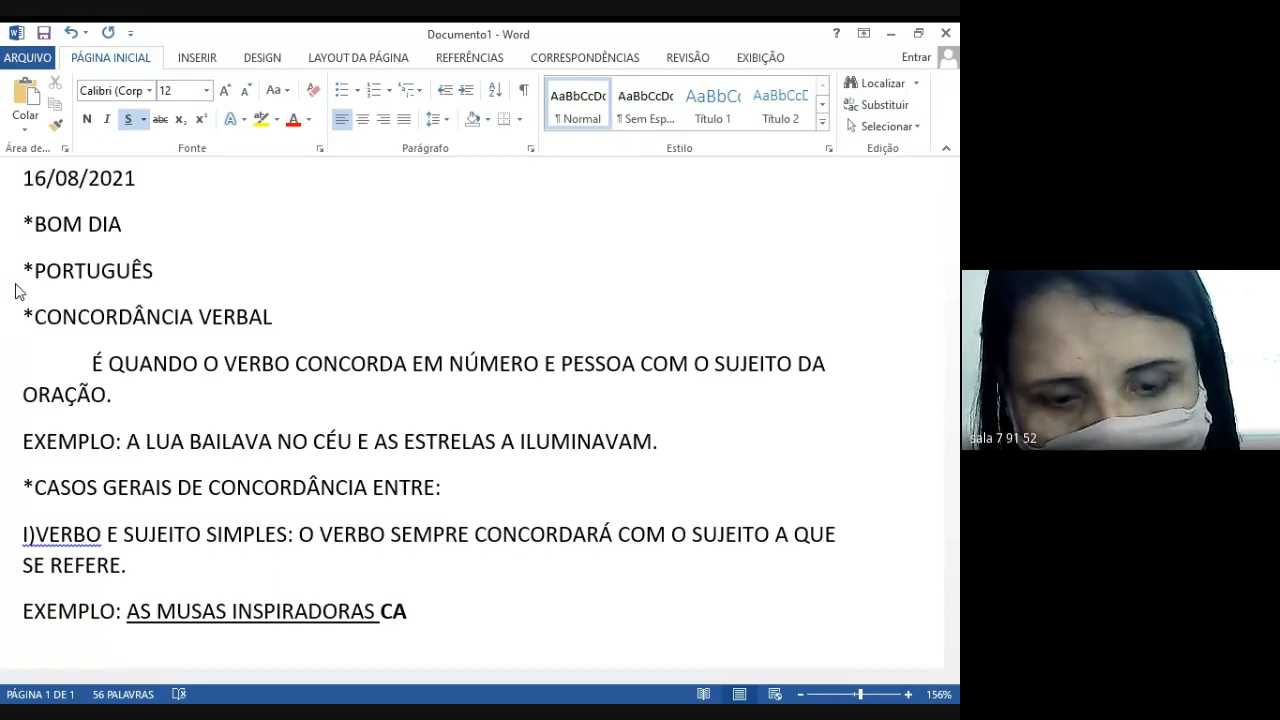 Documento1 - Word
?
ARQUIVO PÁGINA INICIAL INSERIR DESIGN LAYOUT DA PÁGINA REFERÊNCIAS CORRESPONDÊNCIAS REVISÃO EXIBIÇÃO Entrar
Colar
Calibri (Corp 12
Aa
N I S abc x₂ x²
AaBbCcDc AaBbCcDc AaBbCc AaBbCcD
¶ Normal ¶ Sem Esp... Título 1 Título 2
Localizar
Substituir
Selecionar
Área de... Fonte Parágrafo Estilo Edição
16/08/2021
*BOM DIA
*PORTUGUÊS
*CONCORDÂNCIA VERBAL
É QUANDO O VERBO CONCORDA EM NÚMERO E PESSOA COM O SUJEITO DA
ORAÇÃO.
EXEMPLO: A LUA BAILAVA NO CÉU E AS ESTRELAS A ILUMINAVAM.
*CASOS GERAIS DE CONCORDÂNCIA ENTRE:
I)VERBO E SUJEITO SIMPLES: O VERBO SEMPRE CONCORDARÁ COM O SUJEITO A QUE
SE REFERE.
EXEMPLO: AS MUSAS INSPIRADORAS CA
PÁGINA 1 DE 1 56 PALAVRAS 156%
sala 7 91 52